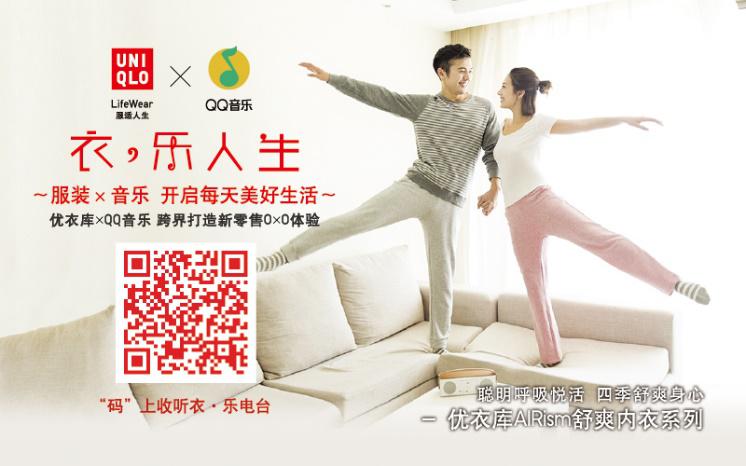 UNI
QLO
LifeWear
服适人生
×
QQ音乐
衣,乐人生
~服装×音乐 开启每天美好生活~
优衣库×QQ音乐 跨界打造新零售O×O体验
“码”上收听衣·乐电台
聪明呼吸悦活 四季舒爽身心
- 优衣库AIRism舒爽内衣系列